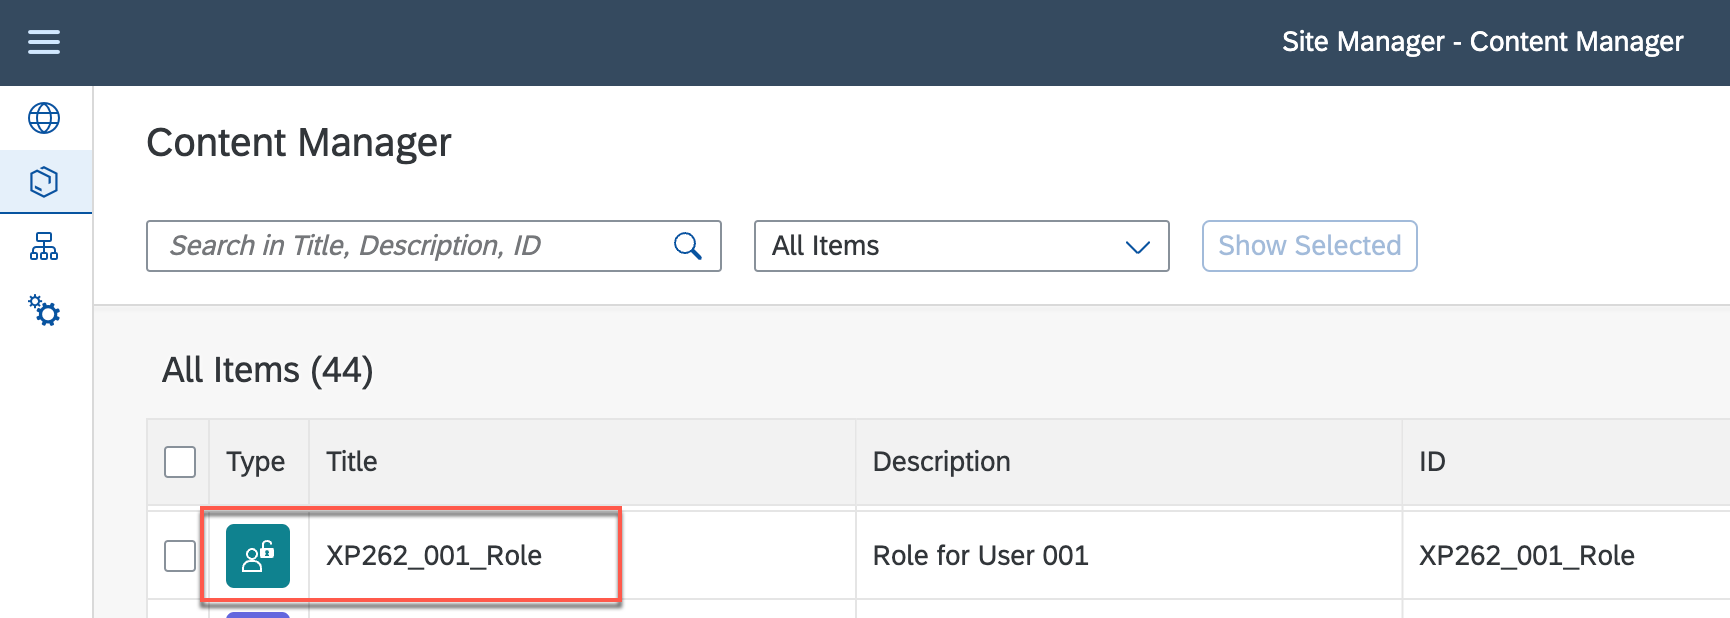 Site Manager - Content Manager
Content Manager
Search in Title, Description, ID
All Items
Show Selected
All Items (44)
Type Title Description ID
XP262_001_Role Role for User 001 XP262_001_Role